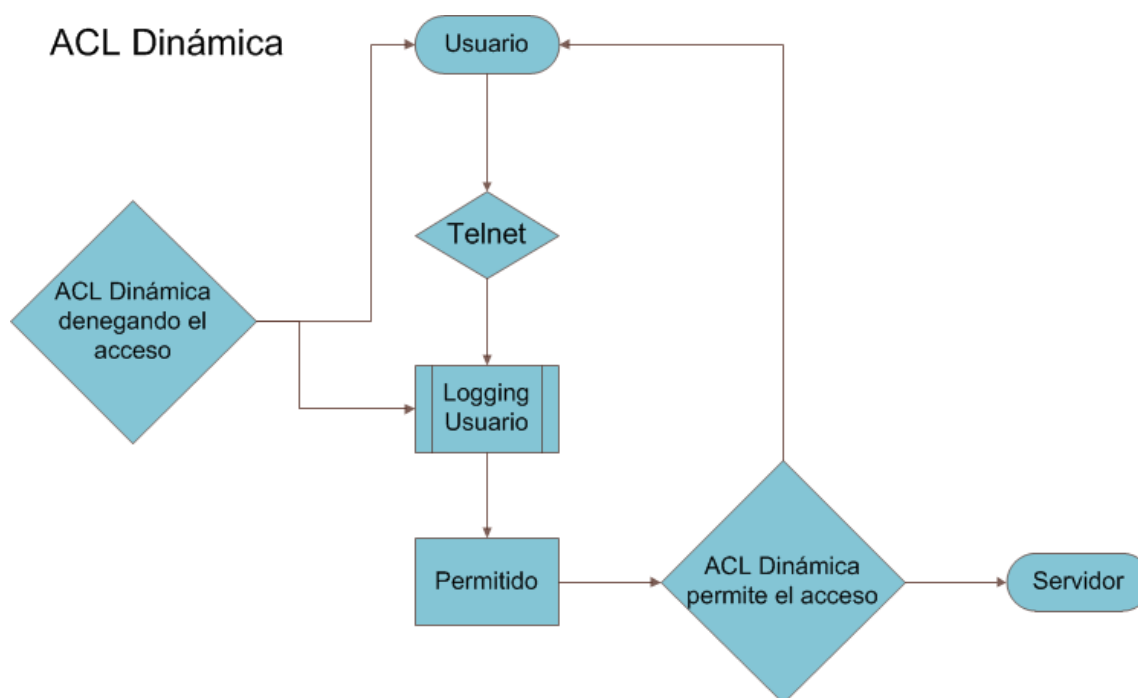 ACL Dinámica
Usuario
Telnet
ACL Dinámica
denegando el
acceso
Logging
Usuario
Permitido
ACL Dinámica
permite el acceso
Servidor